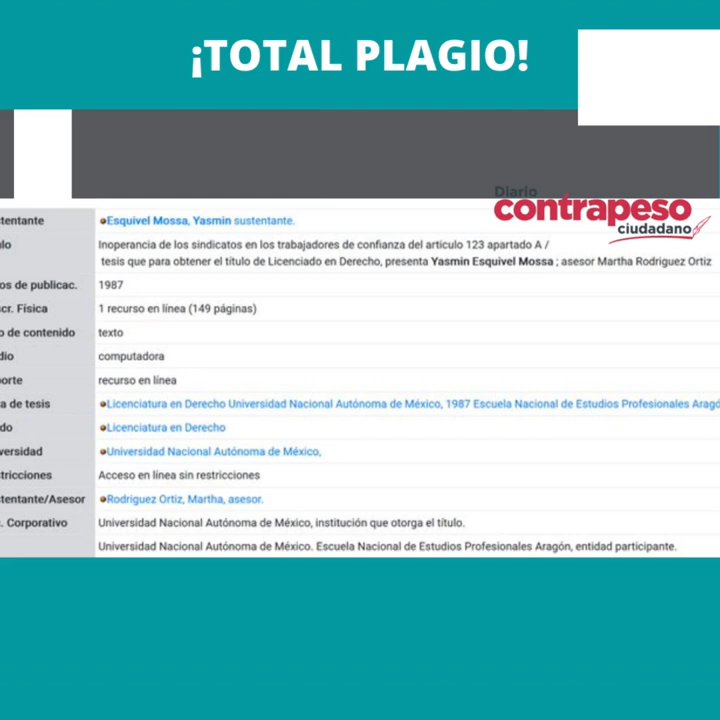 ¡TOTAL PLAGIO!
Diario
contrapeso
ciudadano
tentante Esquivel Mossa, Yasmin sustentante.
lo Inoperancia de los sindicatos en los trabajadores de confianza del articulo 123 apartado A /
tesis que para obtener el título de Licenciado en Derecho, presenta Yasmin Esquivel Mossa ; asesor Martha Rodriguez Ortiz
os de publicac. 1987
cr. Física 1 recurso en línea (149 páginas)
o de contenido texto
dio computadora
orte recurso en línea
a de tesis Licenciatura en Derecho Universidad Nacional Autónoma de México, 1987 Escuela Nacional de Estudios Profesionales Aragó
do Licenciatura en Derecho
versidad Universidad Nacional Autónoma de México,
tricciones Acceso en línea sin restricciones
tentante/Asesor Rodriguez Ortiz, Martha, asesor.
. Corporativo Universidad Nacional Autónoma de México, institución que otorga el título.
Universidad Nacional Autónoma de México. Escuela Nacional de Estudios Profesionales Aragón, entidad participante.